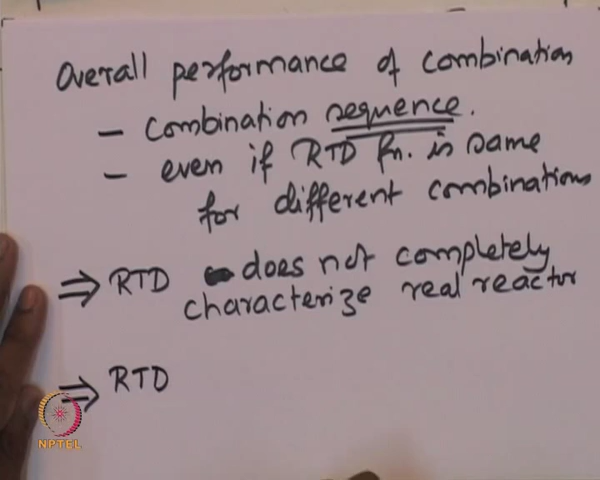 Overall performance of combination
- Combination sequence.
- even if RTD fn. is same
for different combinations
⇒ RTD does not completely
characterize real reactor
⇒ RTD
NPTEL